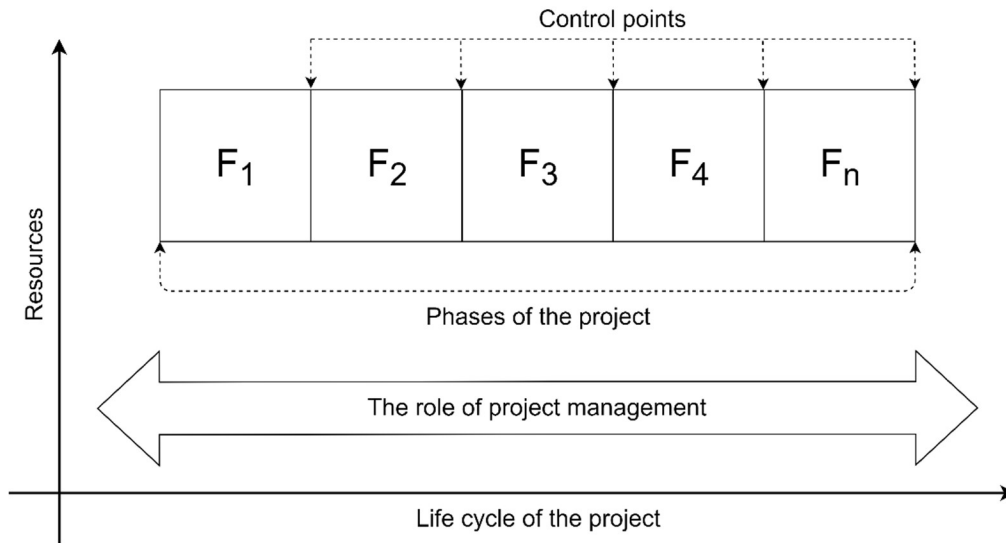 Control points
F₁ F₂ F₃ F₄ Fₙ
Resources
Phases of the project
The role of project management
Life cycle of the project